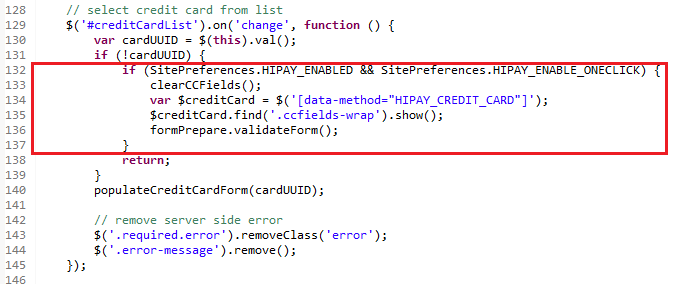 128 // select credit card from list
129 $('#creditCardList').on('change', function () {
130 var cardUUID = $(this).val();
131 if (!cardUUID) {
132 if (SitePreferences.HIPAY_ENABLED && SitePreferences.HIPAY_ENABLE_ONECLICK) {
133 clearCCFields();
134 var $creditCard = $('[data-method="HIPAY_CREDIT_CARD"]');
135 $creditCard.find('.ccfields-wrap').show();
136 formPrepare.validateForm();
137 }
138 return;
139 }
140 populateCreditCardForm(cardUUID);
141
142 // remove server side error
143 $('.required.error').removeClass('error');
144 $('.error-message').remove();
145 });
146